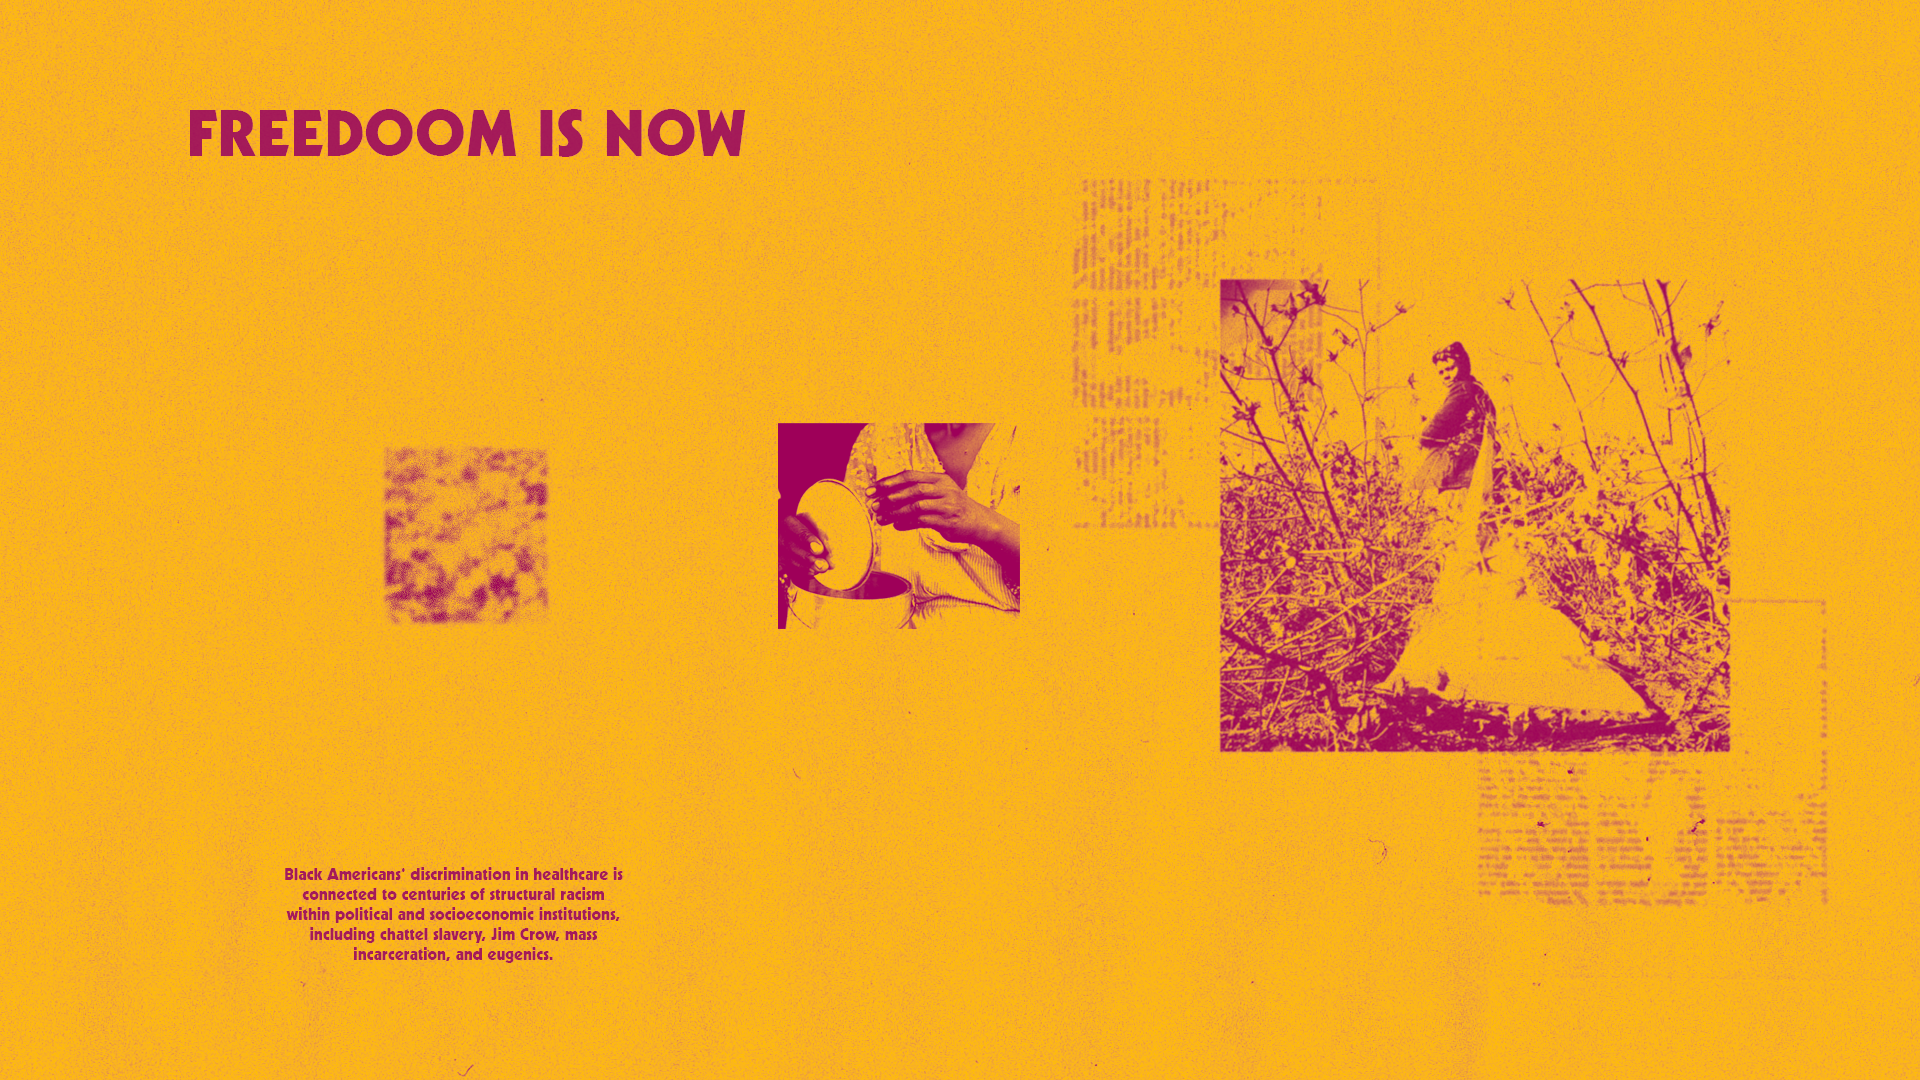 FREEDOOM IS NOW
Black Americans' discrimination in healthcare is
connected to centuries of structural racism
within political and socioeconomic institutions,
including chattel slavery, Jim Crow, mass
incarceration, and eugenics.